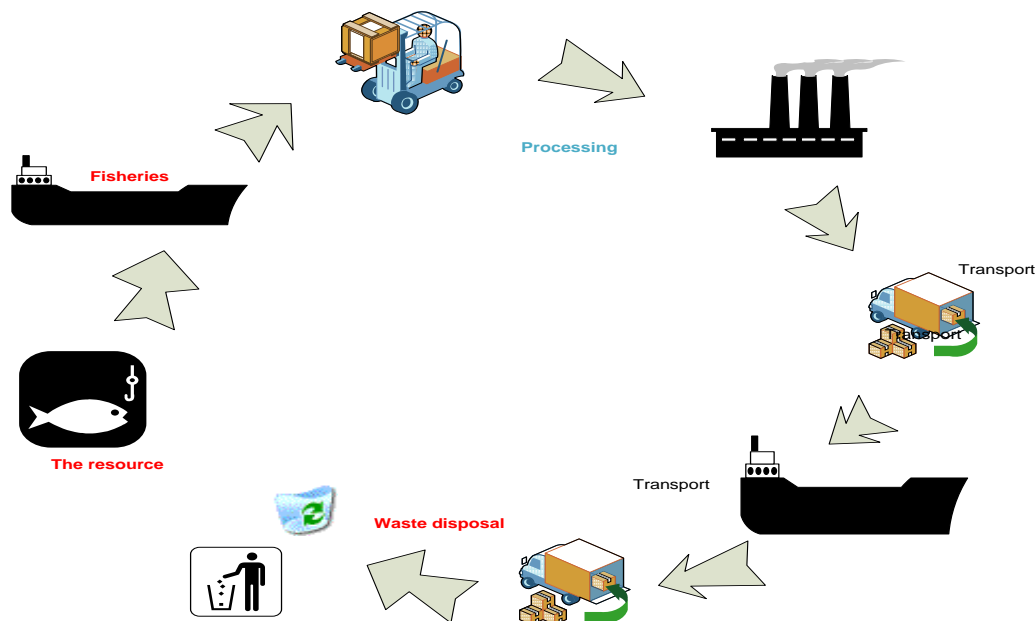 Processing
Fisheries
Transport
Transport
The resource
Transport
Waste disposal